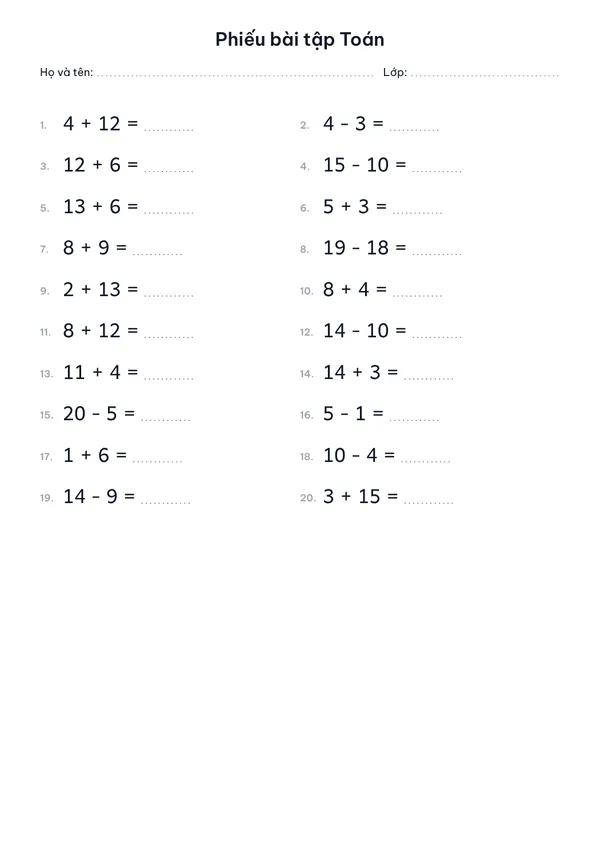 Phiếu bài tập Toán
Họ và tên: ........................................ Lớp: ........................................
1. 4 + 12 = ............ 2. 4 - 3 = ............
3. 12 + 6 = ............ 4. 15 - 10 = ............
5. 13 + 6 = ............ 6. 5 + 3 = ............
7. 8 + 9 = ............ 8. 19 - 18 = ............
9. 2 + 13 = ............ 10. 8 + 4 = ............
11. 8 + 12 = ............ 12. 14 - 10 = ............
13. 11 + 4 = ............ 14. 14 + 3 = ............
15. 20 - 5 = ............ 16. 5 - 1 = ............
17. 1 + 6 = ............ 18. 10 - 4 = ............
19. 14 - 9 = ............ 20. 3 + 15 = ............